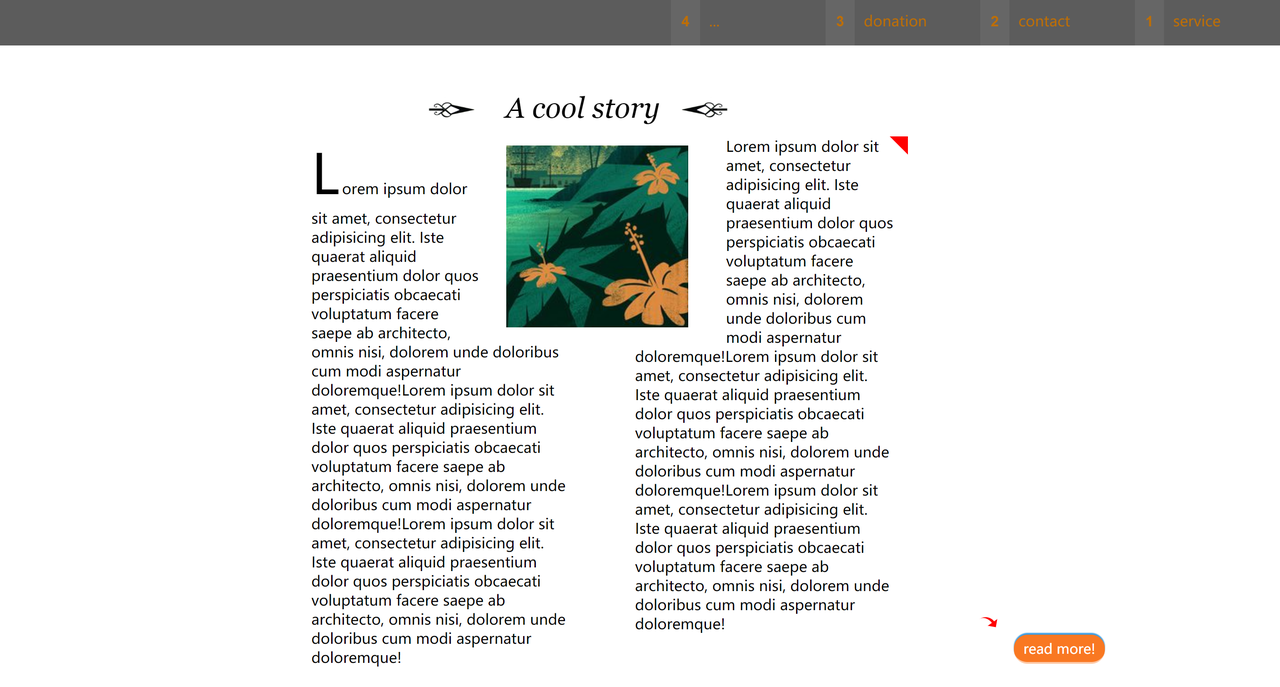 4 ... 3 donation 2 contact 1 service
A cool story
Lorem ipsum dolor
sit amet, consectetur
adipisicing elit. Iste
quaerat aliquid
praesentium dolor quos
perspiciatis obcaecati
voluptatum facere
saepe ab architecto,
omnis nisi, dolorem unde doloribus
cum modi aspernatur
doloremque!Lorem ipsum dolor sit
amet, consectetur adipisicing elit.
Iste quaerat aliquid praesentium
dolor quos perspiciatis obcaecati
voluptatum facere saepe ab
architecto, omnis nisi, dolorem unde
doloribus cum modi aspernatur
doloremque!Lorem ipsum dolor sit
amet, consectetur adipisicing elit.
Iste quaerat aliquid praesentium
dolor quos perspiciatis obcaecati
voluptatum facere saepe ab
architecto, omnis nisi, dolorem unde
doloribus cum modi aspernatur
doloremque!
Lorem ipsum dolor sit
amet, consectetur
adipisicing elit. Iste
quaerat aliquid
praesentium dolor quos
perspiciatis obcaecati
voluptatum facere
saepe ab architecto,
omnis nisi, dolorem
unde doloribus cum
modi aspernatur
doloremque!Lorem ipsum dolor sit
amet, consectetur adipisicing elit.
Iste quaerat aliquid praesentium
dolor quos perspiciatis obcaecati
voluptatum facere saepe ab
architecto, omnis nisi, dolorem unde
doloribus cum modi aspernatur
doloremque!Lorem ipsum dolor sit
amet, consectetur adipisicing elit.
Iste quaerat aliquid praesentium
dolor quos perspiciatis obcaecati
voluptatum facere saepe ab
architecto, omnis nisi, dolorem unde
doloribus cum modi aspernatur
doloremque!
read more!